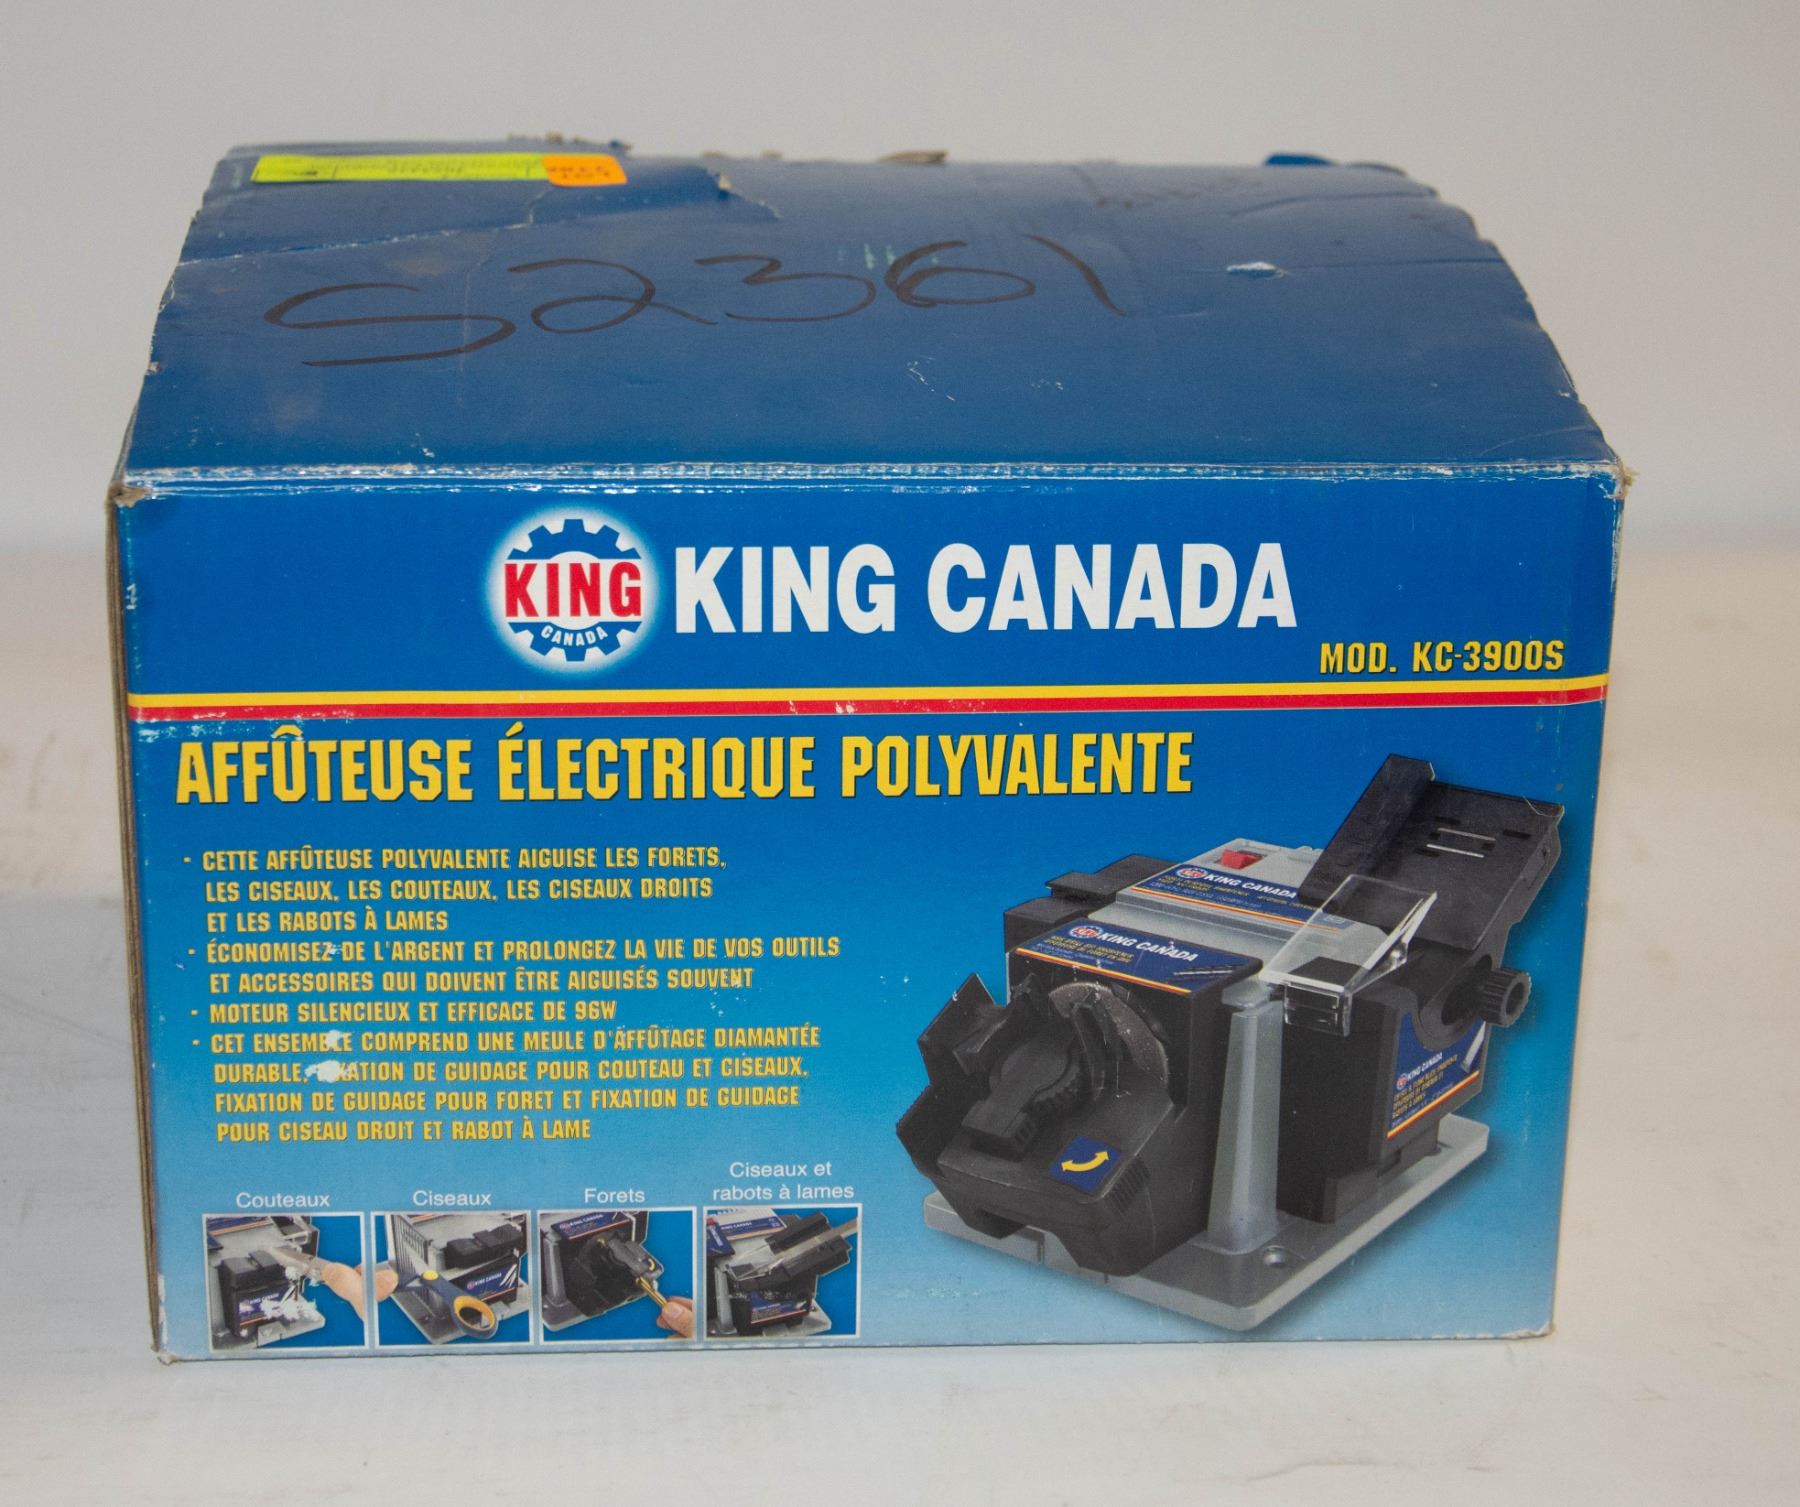 S2361
KING
CANADA
KING CANADA
MOD. KC-3900S
AFFÛTEUSE ÉLECTRIQUE POLYVALENTE
- CETTE AFFÛTEUSE POLYVALENTE AIGUISE LES FORETS,
LES CISEAUX, LES COUTEAUX, LES CISEAUX DROITS
ET LES RABOTS À LAMES
- ÉCONOMISEZ DE L'ARGENT ET PROLONGEZ LA VIE DE VOS OUTILS
ET ACCESSOIRES QUI DOIVENT ÊTRE AIGUISÉS SOUVENT
- MOTEUR SILENCIEUX ET EFFICACE DE 96W
- CET ENSEMBLE COMPREND UNE MEULE D'AFFÛTAGE DIAMANTÉE
DURABLE, FIXATION DE GUIDAGE POUR COUTEAU ET CISEAUX,
FIXATION DE GUIDAGE POUR FORET ET FIXATION DE GUIDAGE
POUR CISEAU DROIT ET RABOT À LAME
Couteaux
Ciseaux
Forets
Ciseaux et
rabots à lames
KING CANADA
KING CANADA
KING CANADA
KING CANADA
KING CANADA
KING CANADA